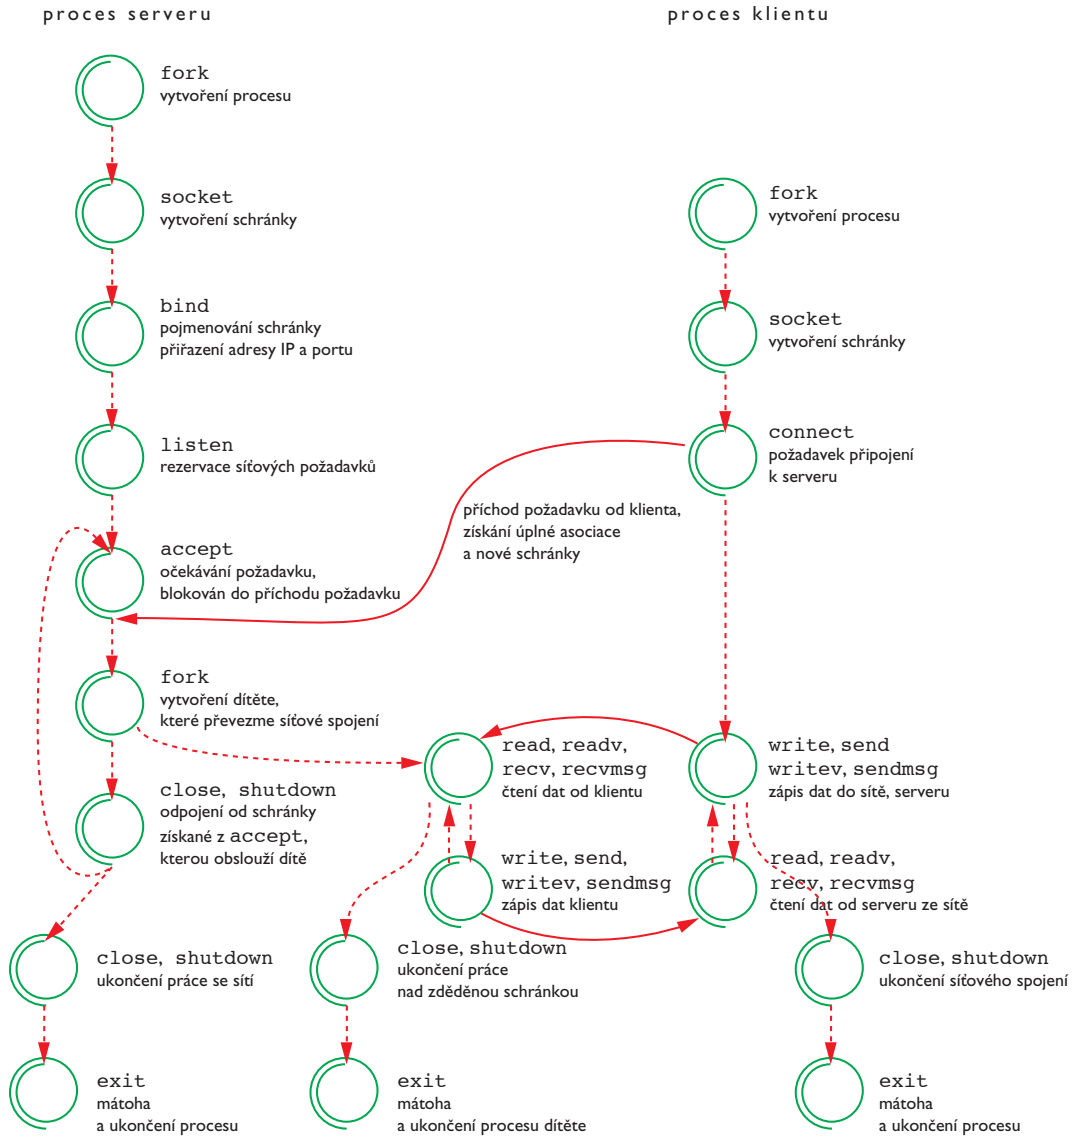 proces serveru
proces klientu
fork
vytvoření procesu
socket
vytvoření schránky
bind
pojmenování schránky
přiřazení adresy IP a portu
listen
rezervace síťových požadavků
accept
očekávání požadavku,
blokován do příchodu požadavku
fork
vytvoření dítěte,
které převezme síťové spojení
close, shutdown
odpojení od schránky
získané z accept,
kterou obslouží dítě
close, shutdown
ukončení práce se sítí
exit
mátoha
a ukončení procesu
příchod požadavku od klienta,
získání úplné asociace
a nové schránky
read, readv,
recv, recvmsg
čtení dat od klientu
write, send,
writev, sendmsg
zápis dat klientu
close, shutdown
ukončení práce
nad zděděnou schránkou
exit
mátoha
a ukončení procesu dítěte
fork
vytvoření procesu
socket
vytvoření schránky
connect
požadavek připojení
k serveru
write, send
writev, sendmsg
zápis dat do sítě, serveru
read, readv,
recv, recvmsg
čtení dat od serveru ze sítě
close, shutdown
ukončení síťového spojení
exit
mátoha
a ukončení procesu